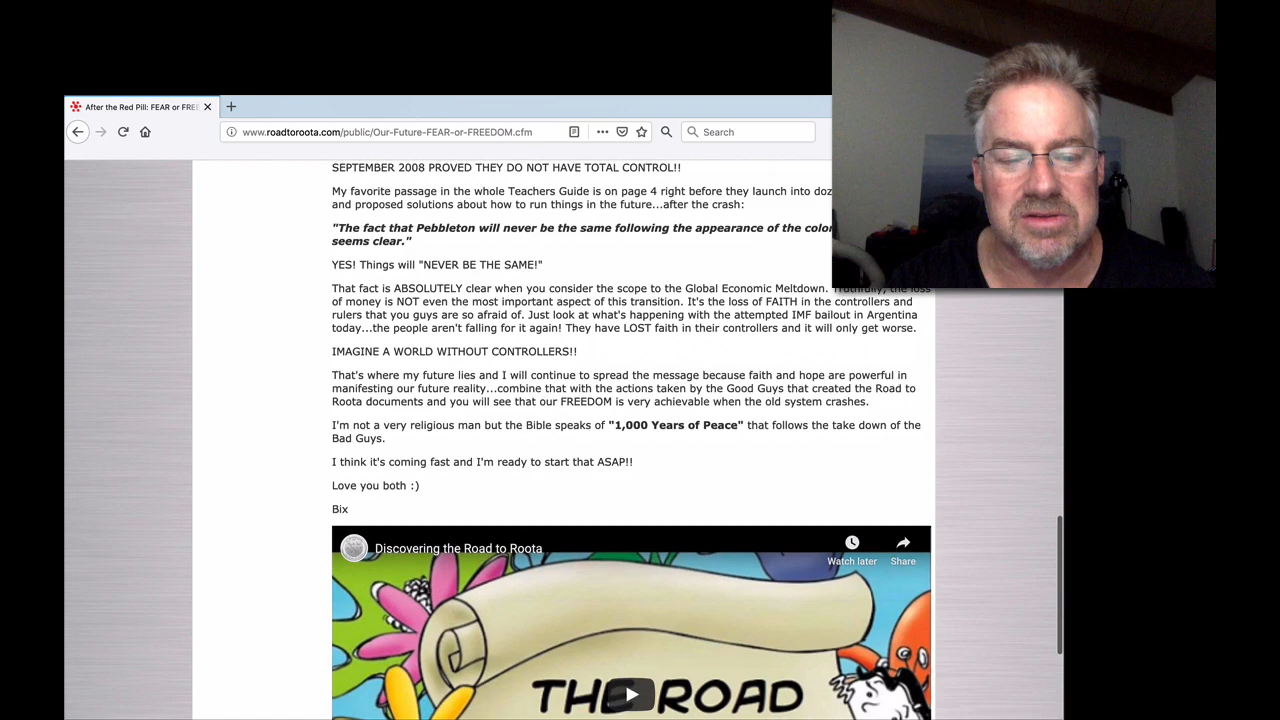 After the Red Pill: FEAR or FREE
www.roadtoroota.com/public/Our-Future-FEAR-or-FREEDOM.cfm
Search
SEPTEMBER 2008 PROVED THEY DO NOT HAVE TOTAL CONTROL!!
My favorite passage in the whole Teachers Guide is on page 4 right before they launch into doz
and proposed solutions about how to run things in the future...after the crash:
"The fact that Pebbleton will never be the same following the appearance of the color
seems clear."
YES! Things will "NEVER BE THE SAME!"
That fact is ABSOLUTELY clear when you consider the scope to the Global Economic Meltdown. Truthfully, the loss
of money is NOT even the most important aspect of this transition. It's the loss of FAITH in the controllers and
rulers that you guys are so afraid of. Just look at what's happening with the attempted IMF bailout in Argentina
today...the people aren't falling for it again! They have LOST faith in their controllers and it will only get worse.
IMAGINE A WORLD WITHOUT CONTROLLERS!!
That's where my future lies and I will continue to spread the message because faith and hope are powerful in
manifesting our future reality...combine that with the actions taken by the Good Guys that created the Road to
Roota documents and you will see that our FREEDOM is very achievable when the old system crashes.
I'm not a very religious man but the Bible speaks of "1,000 Years of Peace" that follows the take down of the
Bad Guys.
I think it's coming fast and I'm ready to start that ASAP!!
Love you both :)
Bix
Discovering the Road to Roota
Watch later
Share
THE ROAD